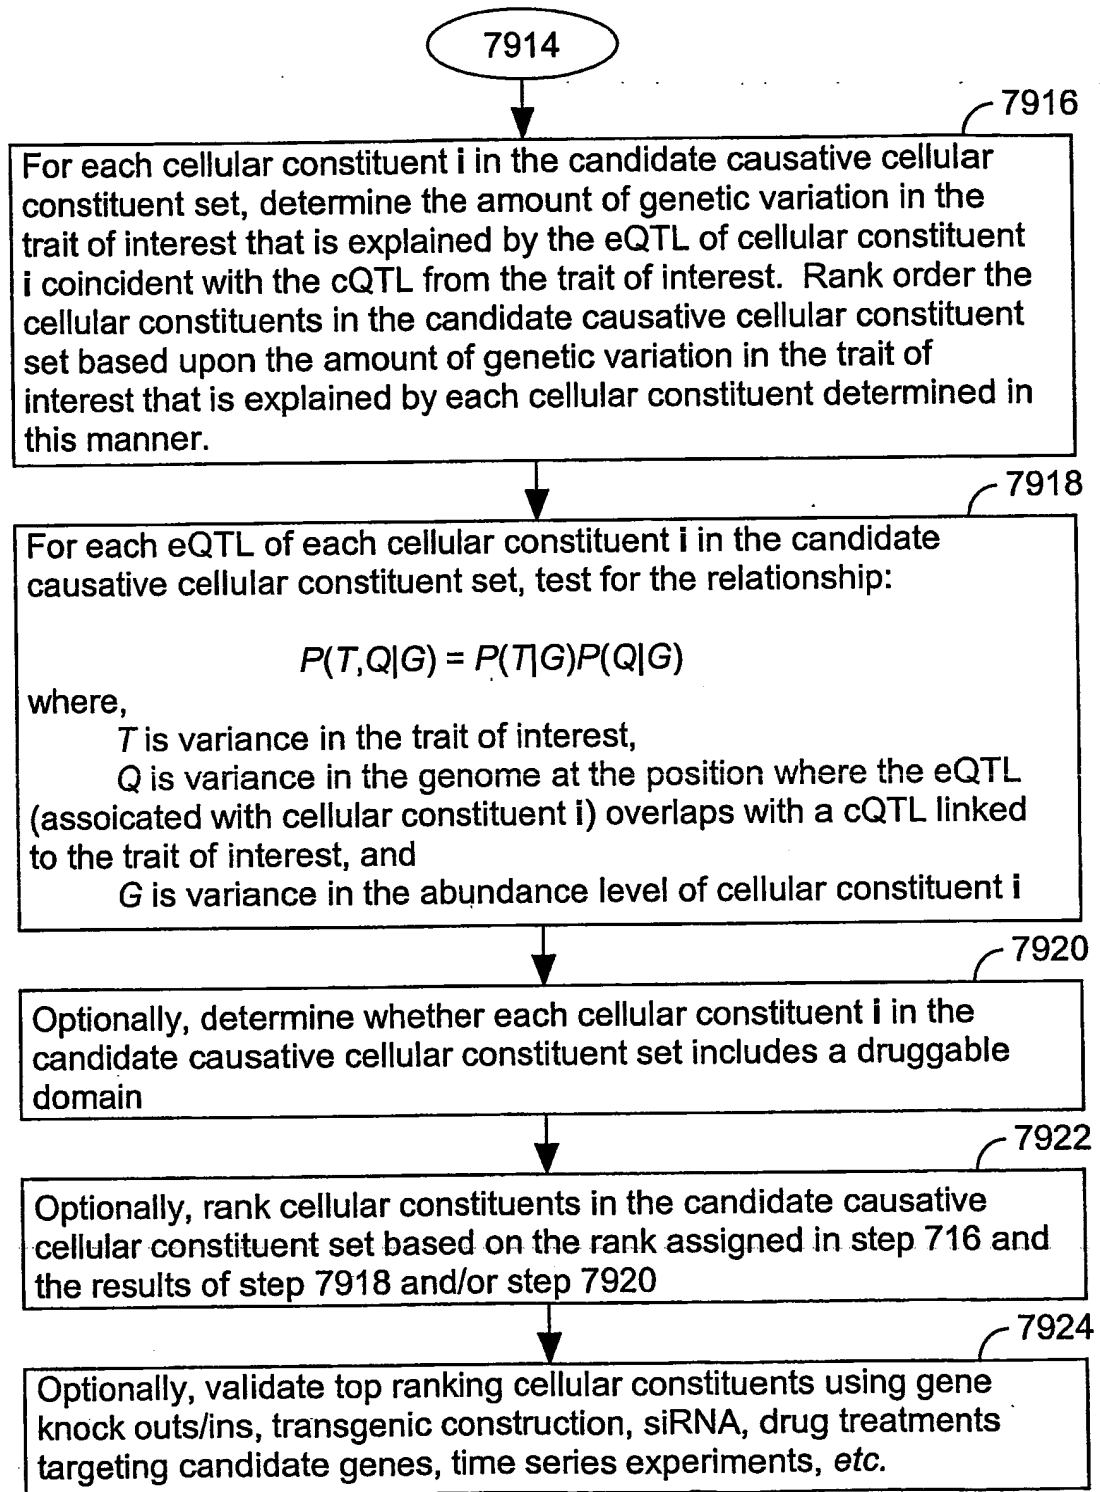 7914
7916
For each cellular constituent i in the candidate causative cellular
constituent set, determine the amount of genetic variation in the
trait of interest that is explained by the eQTL of cellular constituent
i coincident with the cQTL from the trait of interest.  Rank order the
cellular constituents in the candidate causative cellular constituent
set based upon the amount of genetic variation in the trait of
interest that is explained by each cellular constituent determined in
this manner.
7918
For each eQTL of each cellular constituent i in the candidate
causative cellular constituent set, test for the relationship:
P(T,Q|G) = P(T|G)P(Q|G)
where,
T is variance in the trait of interest,
Q is variance in the genome at the position where the eQTL
(assoicated with cellular constituent i) overlaps with a cQTL linked
to the trait of interest, and
G is variance in the abundance level of cellular constituent i
7920
Optionally, determine whether each cellular constituent i in the
candidate causative cellular constituent set includes a druggable
domain
7922
Optionally, rank cellular constituents in the candidate causative
cellular constituent set based on the rank assigned in step 716 and
the results of step 7918 and/or step 7920
7924
Optionally, validate top ranking cellular constituents using gene
knock outs/ins, transgenic construction, siRNA, drug treatments
targeting candidate genes, time series experiments, etc.